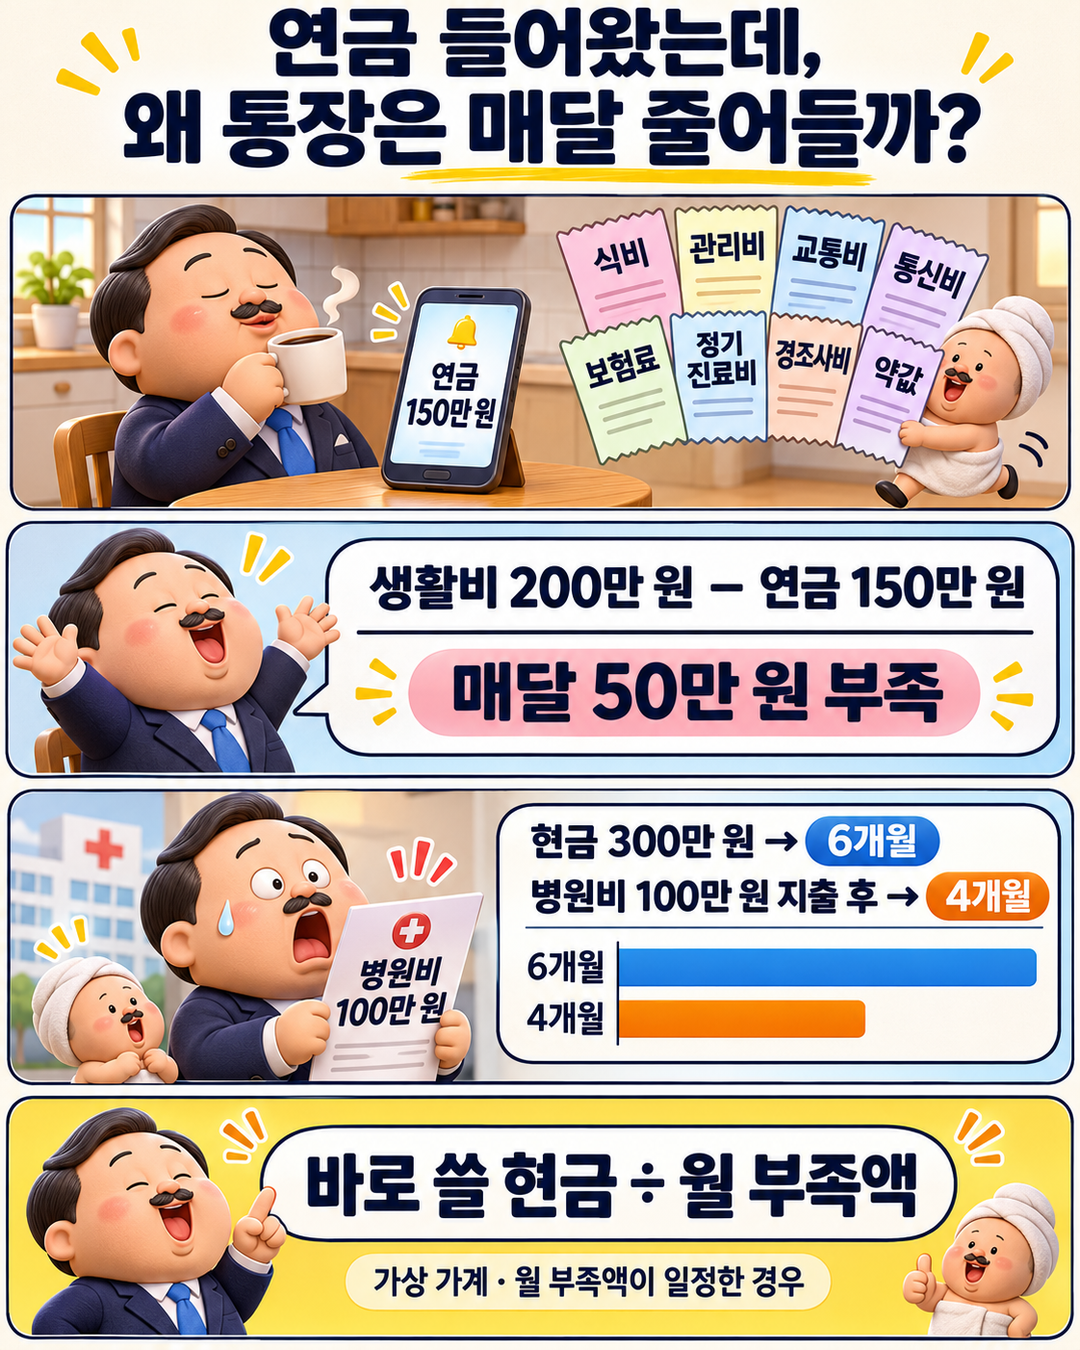 연금 들어왔는데,
왜 통장은 매달 줄어들까?
연금
150만 원
식비
관리비
교통비
통신비
보험료
정기
진료비
경조사비
약값
생활비 200만 원 – 연금 150만 원
매달 50만 원 부족
병원비
100만 원
현금 300만 원 → 6개월
병원비 100만 원 지출 후 → 4개월
6개월
4개월
바로 쓸 현금 ÷ 월 부족액
가상 가계 · 월 부족액이 일정한 경우